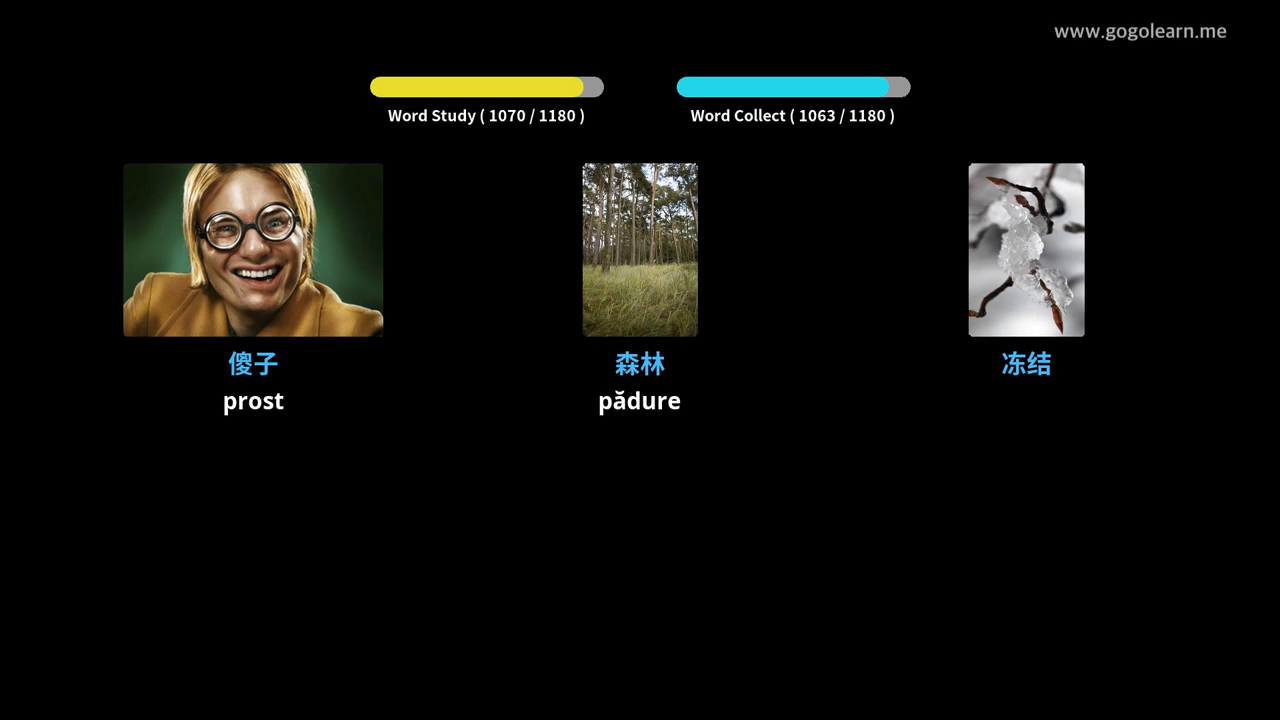 www.gogolearn.me
Word Study ( 1070 / 1180 )
Word Collect ( 1063 / 1180 )
傻子
prost
森林
pădure
冻结